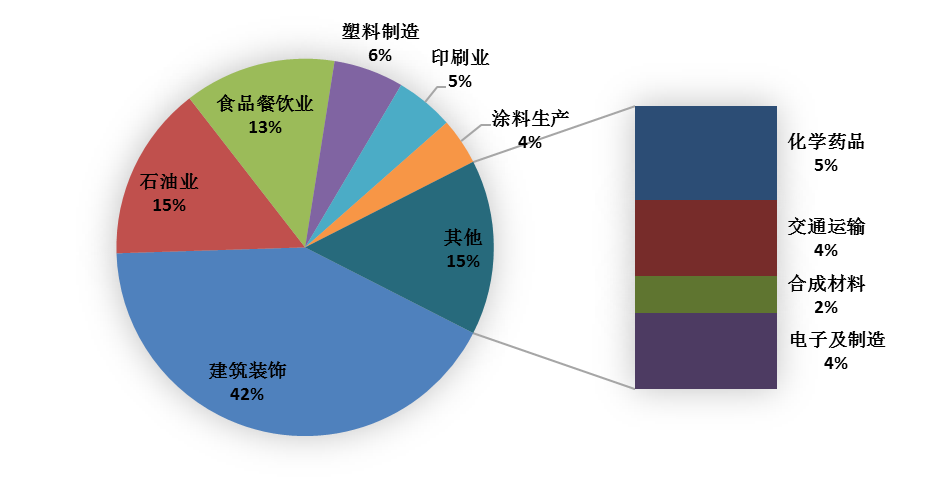 塑料制造
6%
印刷业
5%
食品餐饮业
13%
涂料生产
4%
石油业
15%
其他
15%
建筑装饰
42%
化学药品
5%
交通运输
4%
合成材料
2%
电子及制造
4%